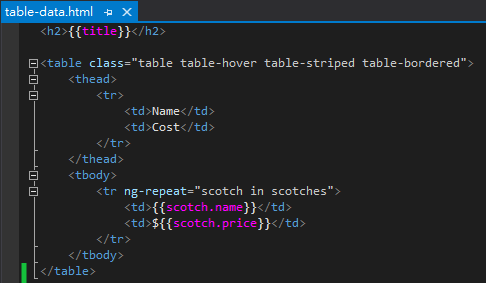 table-data.html
<h2>{{title}}</h2>
<table class="table table-hover table-striped table-bordered">
<thead>
<tr>
<td>Name</td>
<td>Cost</td>
</tr>
</thead>
<tbody>
<tr ng-repeat="scotch in scotches">
<td>{{scotch.name}}</td>
<td>${{scotch.price}}</td>
</tr>
</tbody>
</table>